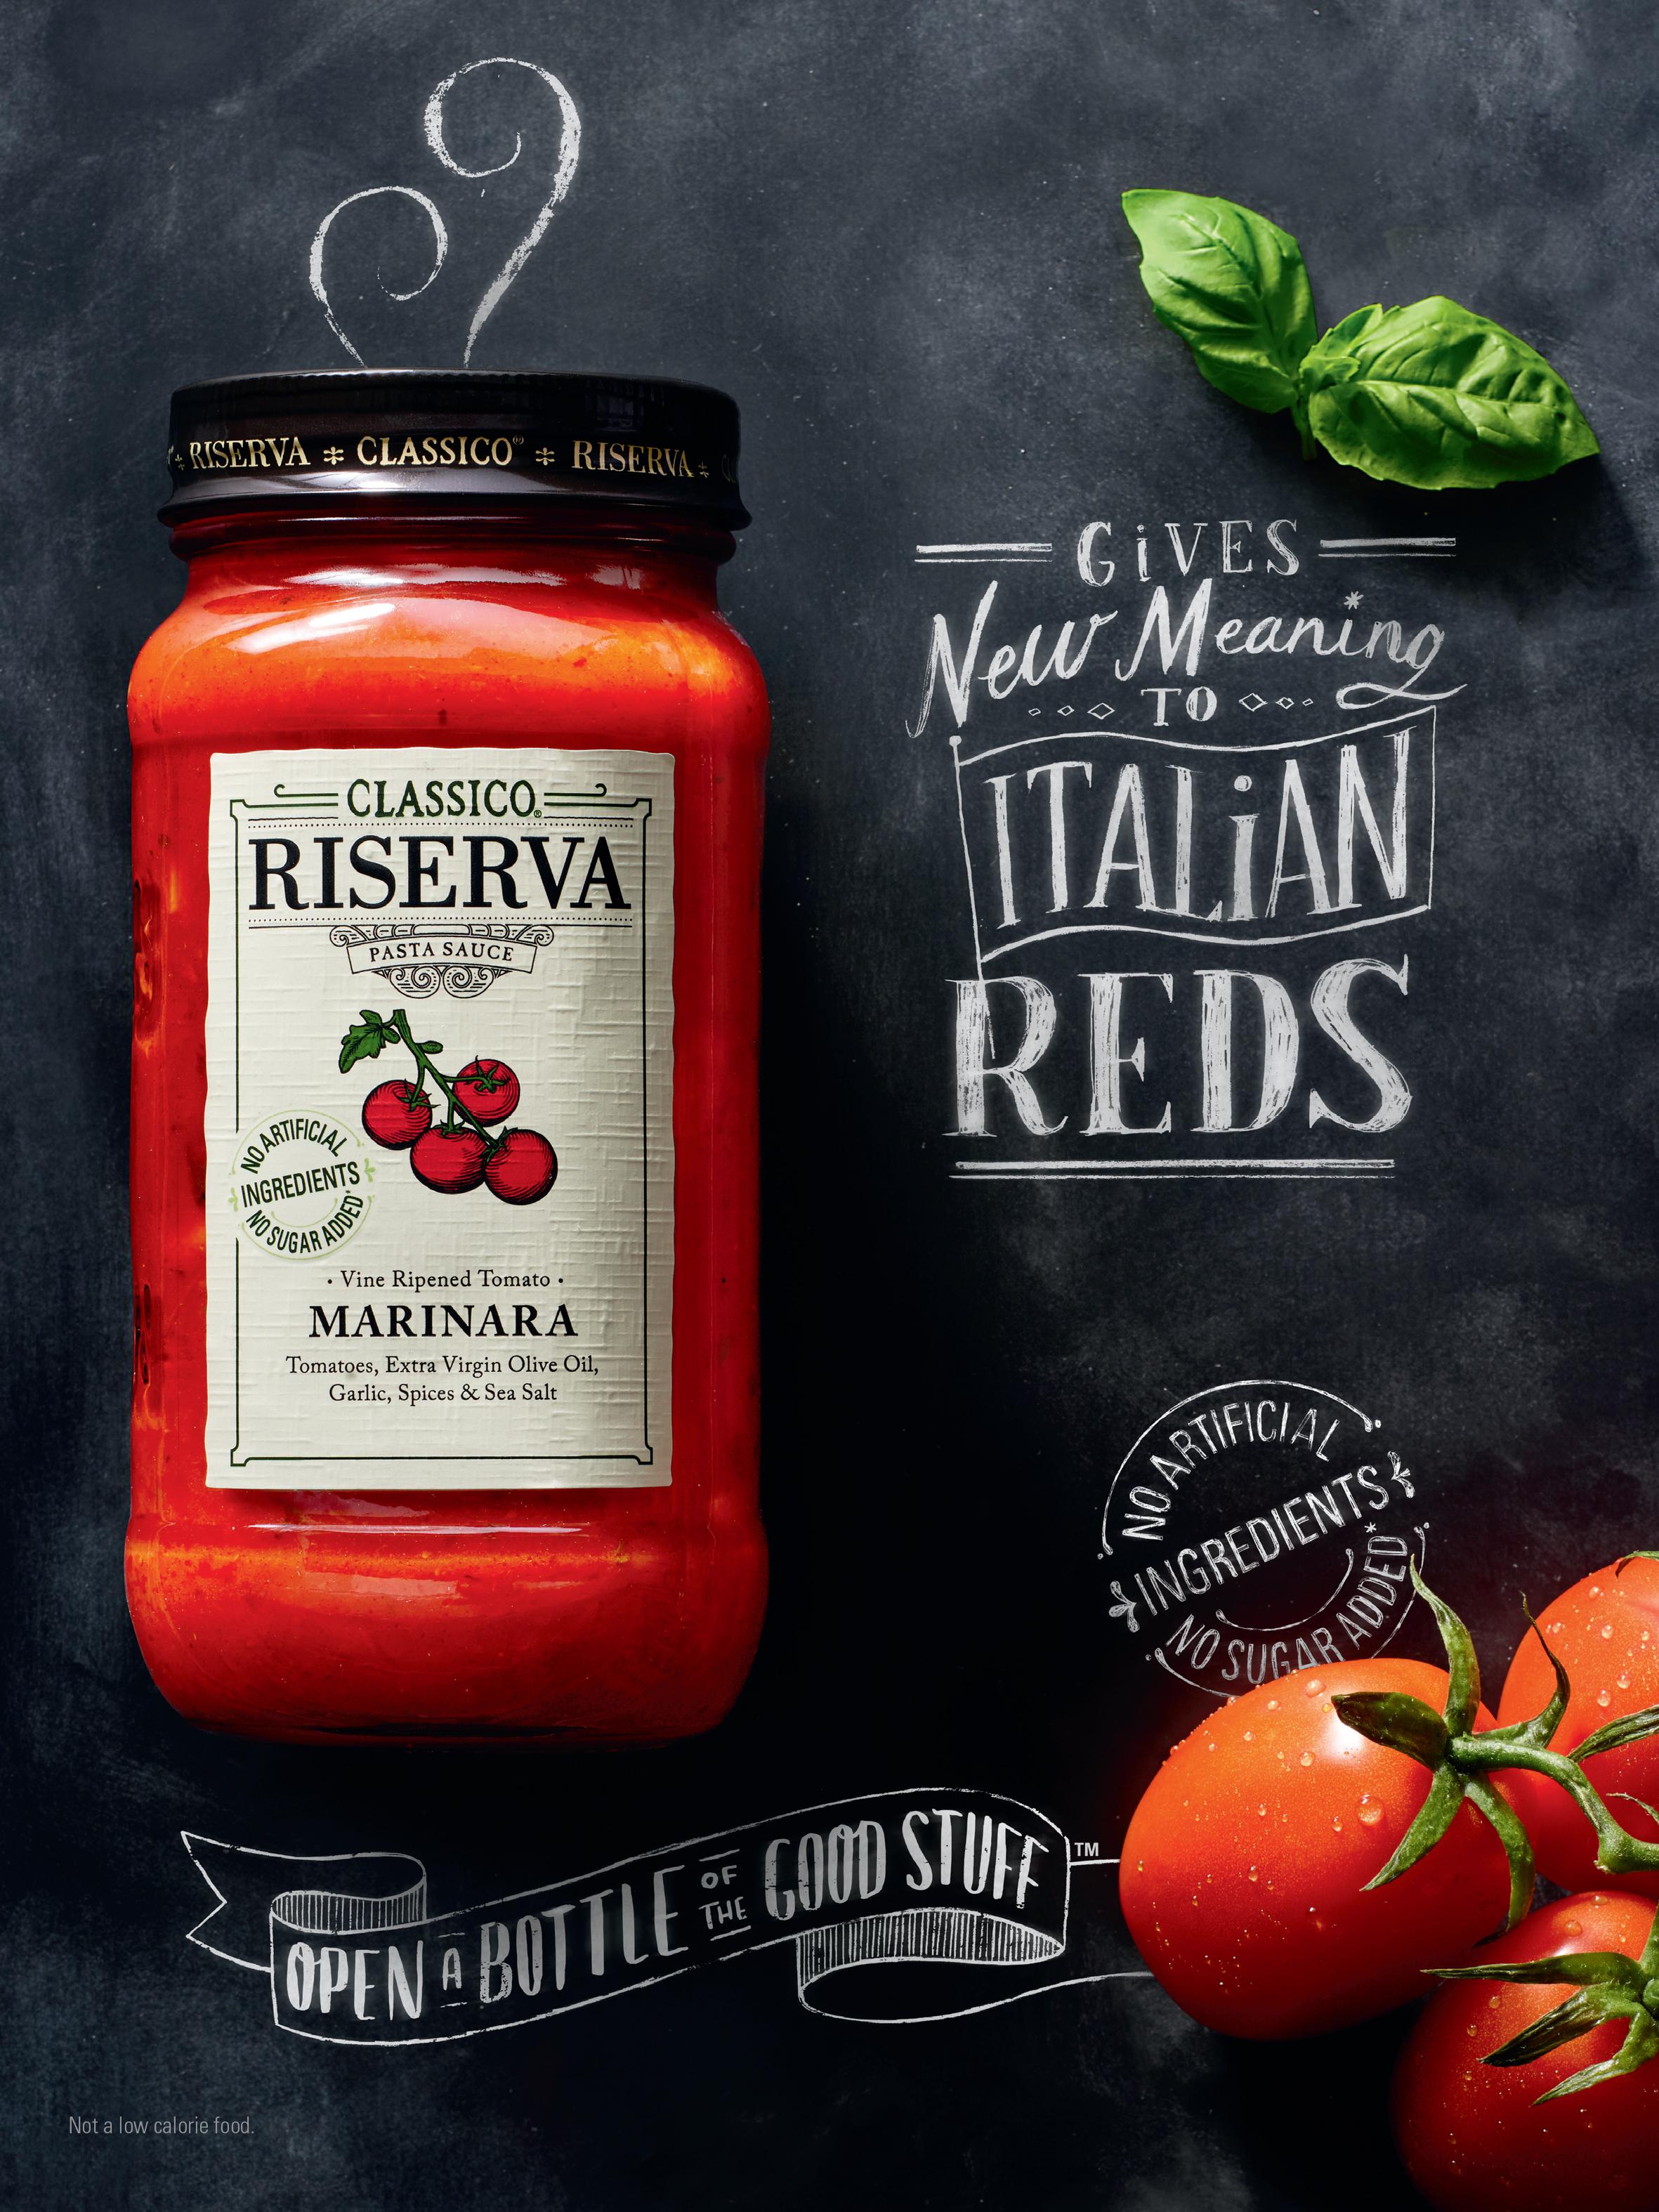 RISERVA ⁘ CLASSICO® ⁘ RISERVA
GiVES
New Meaning
TO
ITALiAN
REDS
CLASSICO®
RISERVA
PASTA SAUCE
NO ARTIFICIAL
INGREDIENTS
NO SUGAR ADDED*
· Vine Ripened Tomato ·
MARINARA
Tomatoes, Extra Virgin Olive Oil,
Garlic, Spices & Sea Salt
NO ARTIFICIAL
INGREDIENTS
NO SUGAR ADDED*
OPEN A BOTTLE OF THE GOOD STUFF™
Not a low calorie food.